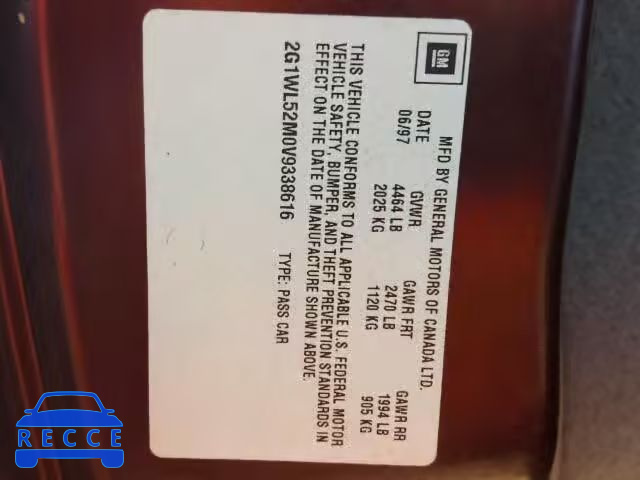 GM
MFD BY GENERAL MOTORS OF CANADA LTD.
DATE GVWR GAWR FRT GAWR RR
06/97 4464 LB 2470 LB 1994 LB
2025 KG 1120 KG 905 KG
THIS VEHICLE CONFORMS TO ALL APPLICABLE U.S. FEDERAL MOTOR
VEHICLE SAFETY, BUMPER, AND THEFT PREVENTION STANDARDS IN
EFFECT ON THE DATE OF MANUFACTURE SHOWN ABOVE.
2G1WL52M0V9338616 TYPE: PASS CAR
RECCE